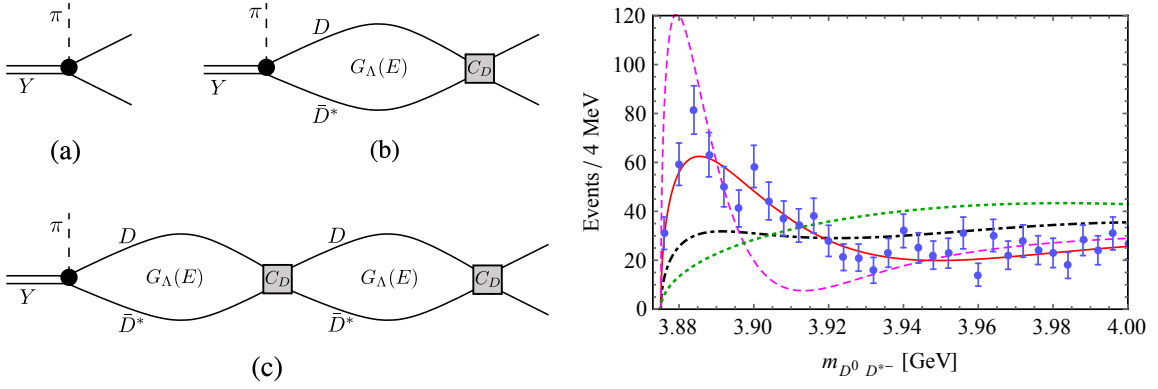 π
Y
(a)
π
Y
D
G_Λ(E)
D̄*
C_D
(b)
π
Y
D
G_Λ(E)
D̄*
C_D
D
G_Λ(E)
D̄*
C_D
(c)
Events / 4 MeV
120
100
80
60
40
20
0
3.88 3.90 3.92 3.94 3.96 3.98 4.00
m_{D^0 D^{*-}} [GeV]